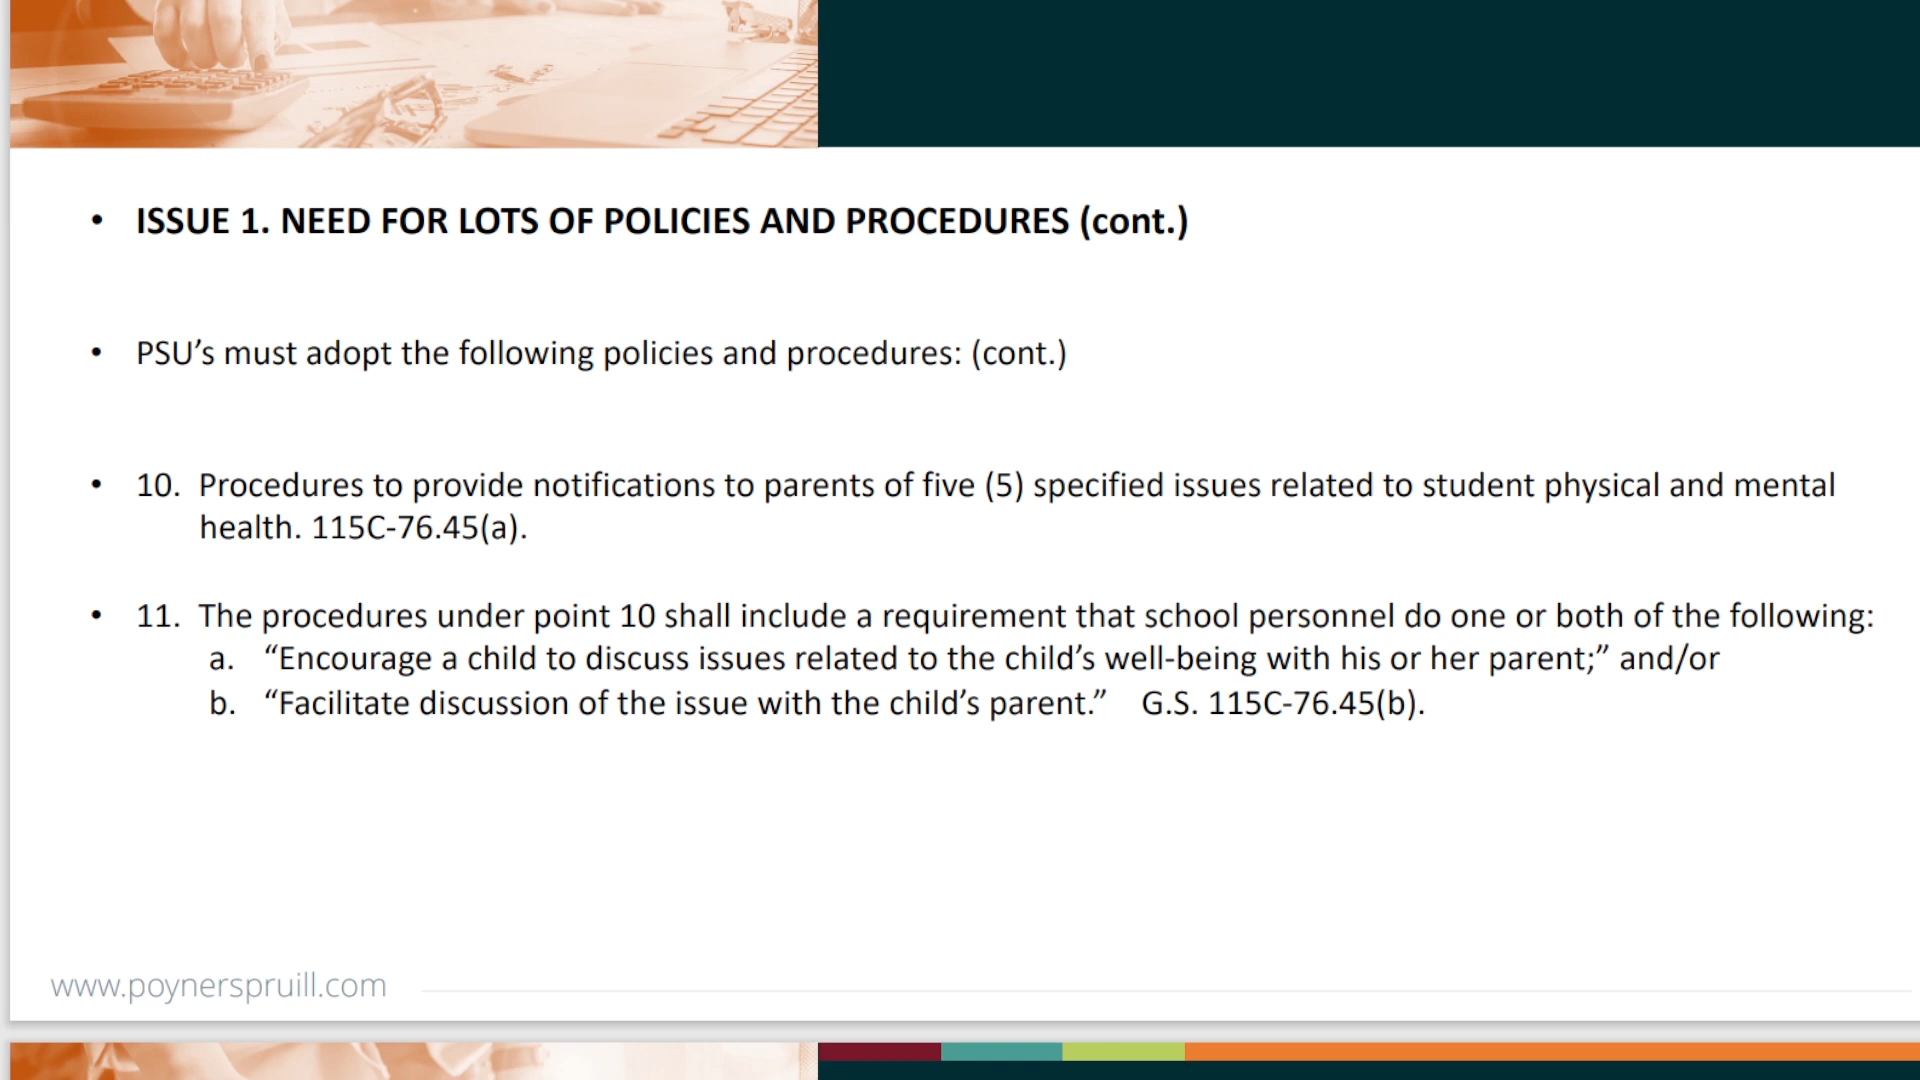 • ISSUE 1. NEED FOR LOTS OF POLICIES AND PROCEDURES (cont.)
• PSU’s must adopt the following policies and procedures: (cont.)
• 10. Procedures to provide notifications to parents of five (5) specified issues related to student physical and mental
health. 115C-76.45(a).
• 11. The procedures under point 10 shall include a requirement that school personnel do one or both of the following:
a. “Encourage a child to discuss issues related to the child’s well-being with his or her parent;” and/or
b. “Facilitate discussion of the issue with the child’s parent.” G.S. 115C-76.45(b).
www.poynerspruill.com